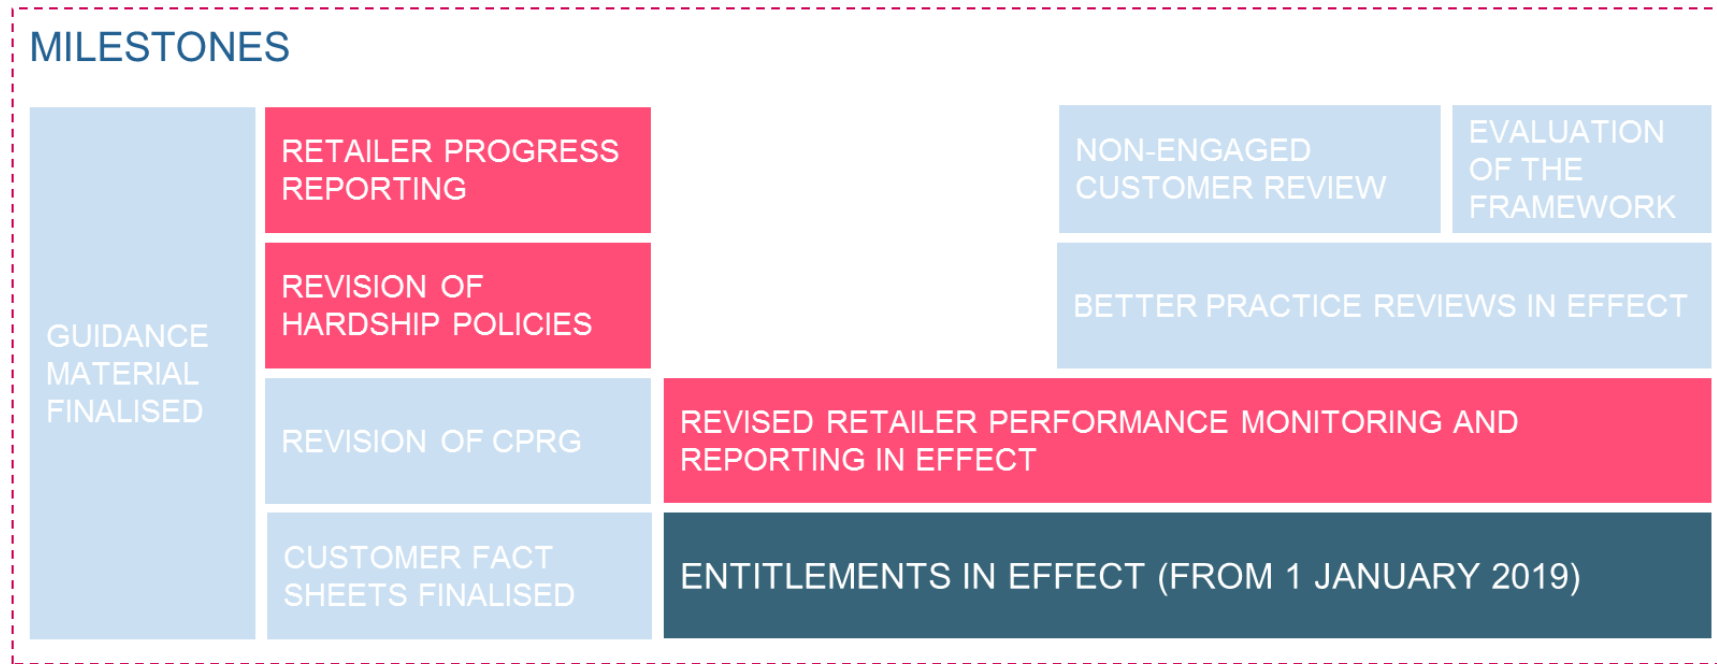 MILESTONES
GUIDANCE
MATERIAL
FINALISED
RETAILER PROGRESS
REPORTING
REVISION OF
HARDSHIP POLICIES
REVISION OF CPRG
CUSTOMER FACT
SHEETS FINALISED
NON-ENGAGED
CUSTOMER REVIEW
EVALUATION
OF THE
FRAMEWORK
BETTER PRACTICE REVIEWS IN EFFECT
REVISED RETAILER PERFORMANCE MONITORING AND
REPORTING IN EFFECT
ENTITLEMENTS IN EFFECT (FROM 1 JANUARY 2019)